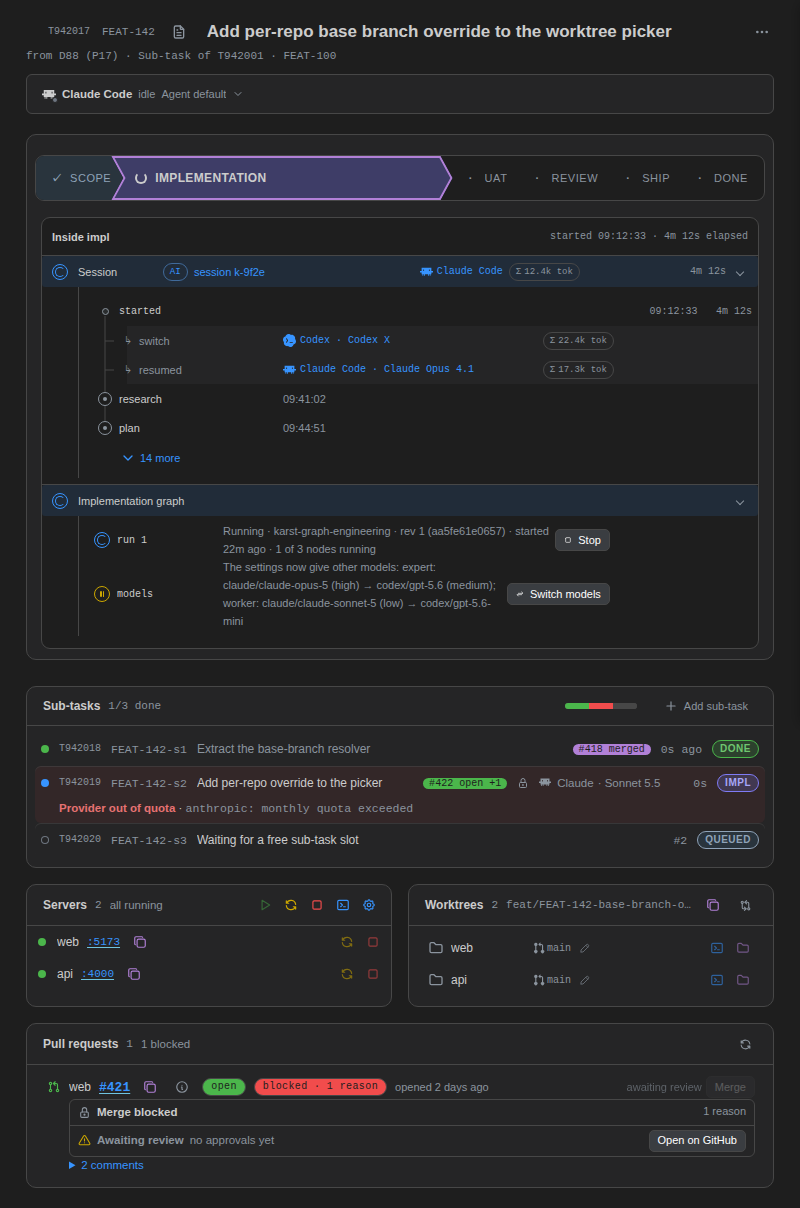 T942017 FEAT-142 Add per-repo base branch override to the worktree picker
from D88 (P17) · Sub-task of T942001 · FEAT-100
Claude Code idle Agent default
SCOPE IMPLEMENTATION · UAT · REVIEW · SHIP · DONE
Inside impl started 09:12:33 · 4m 12s elapsed
Session AI session k-9f2e Claude Code Σ 12.4k tok 4m 12s
started 09:12:33 4m 12s
↳ switch Codex · Codex X Σ 22.4k tok
↳ resumed Claude Code · Claude Opus 4.1 Σ 17.3k tok
research 09:41:02
plan 09:44:51
14 more
Implementation graph
run 1 Running · karst-graph-engineering · rev 1 (aa5fe61e0657) · started
22m ago · 1 of 3 nodes running Stop
The settings now give other models: expert:
claude/claude-opus-5 (high) → codex/gpt-5.6 (medium);
models worker: claude/claude-sonnet-5 (low) → codex/gpt-5.6-
mini Switch models
Sub-tasks 1/3 done Add sub-task
T942018 FEAT-142-s1 Extract the base-branch resolver #418 merged 0s ago DONE
T942019 FEAT-142-s2 Add per-repo override to the picker #422 open +1 Claude · Sonnet 5.5 0s IMPL
Provider out of quota · anthropic: monthly quota exceeded
T942020 FEAT-142-s3 Waiting for a free sub-task slot #2 QUEUED
Servers 2 all running
web :5173
api :4000
Worktrees 2 feat/FEAT-142-base-branch-o…
web main
api main
Pull requests 1 1 blocked
web #421 open blocked · 1 reason opened 2 days ago awaiting review Merge
Merge blocked 1 reason
Awaiting review no approvals yet Open on GitHub
2 comments